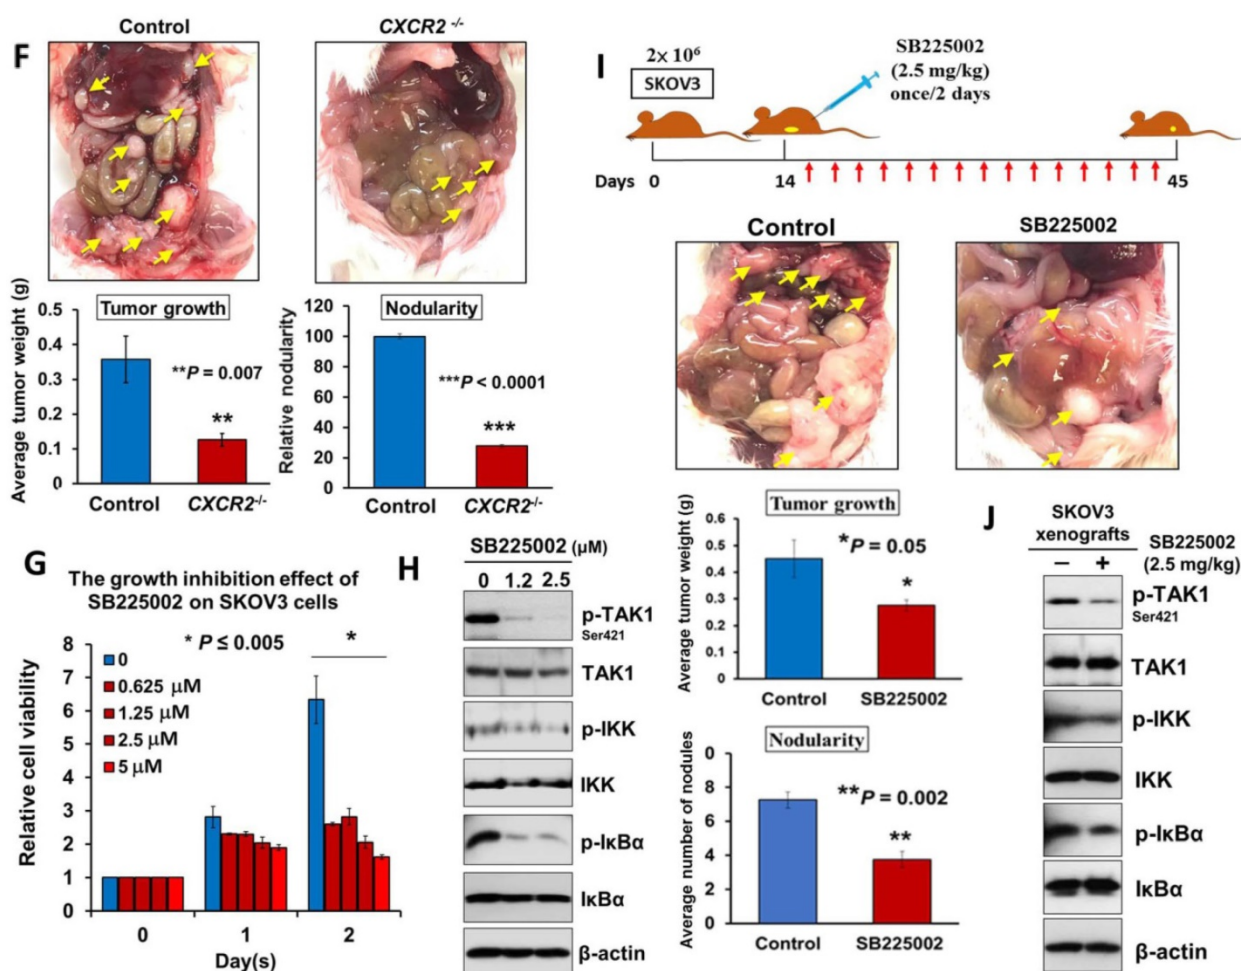 F
Control
CXCR2 -/-
Tumor growth
Average tumor weight (g)
0.5
0.4
0.3
0.2
0.1
0
**P = 0.007
**
Control
CXCR2-/-
Nodularity
Relative nodularity
120
100
80
60
40
20
0
***P < 0.0001
***
Control
CXCR2-/-
G
The growth inhibition effect of
SB225002 on SKOV3 cells
* P ≤ 0.005
*
Relative cell viability
8
7
6
5
4
3
2
1
0
0
0.625 μM
1.25 μM
2.5 μM
5 μM
0
1
2
Day(s)
H
SB225002 (μM)
0 1.2 2.5
p-TAK1
Ser421
TAK1
p-IKK
IKK
p-IκBα
IκBα
β-actin
I
2× 10⁶
SKOV3
SB225002
(2.5 mg/kg)
once/2 days
Days 0 14 45
Control
SB225002
Tumor growth
Average tumor weight (g)
0.6
0.5
0.4
0.3
0.2
0.1
0
*P = 0.05
*
Control
SB225002
Nodularity
Average number of nodules
8
6
4
2
0
**P = 0.002
**
Control
SB225002
J
SKOV3
xenografts
SB225002
(2.5 mg/kg)
− +
p-TAK1
Ser421
TAK1
p-IKK
IKK
p-IκBα
IκBα
β-actin